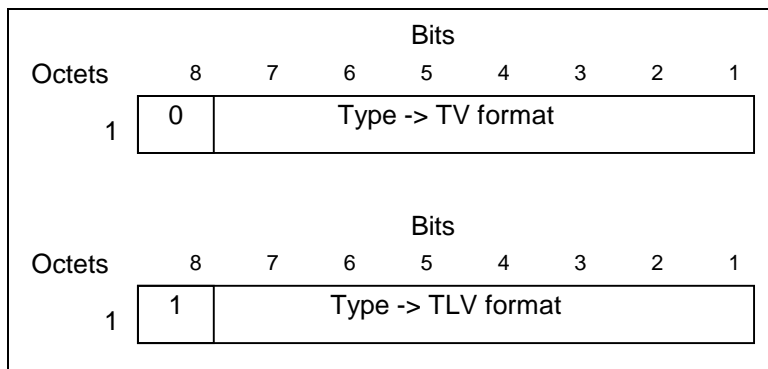 Bits
Octets 8 7 6 5 4 3 2 1
1 0 Type -> TV format
Bits
Octets 8 7 6 5 4 3 2 1
1 1 Type -> TLV format